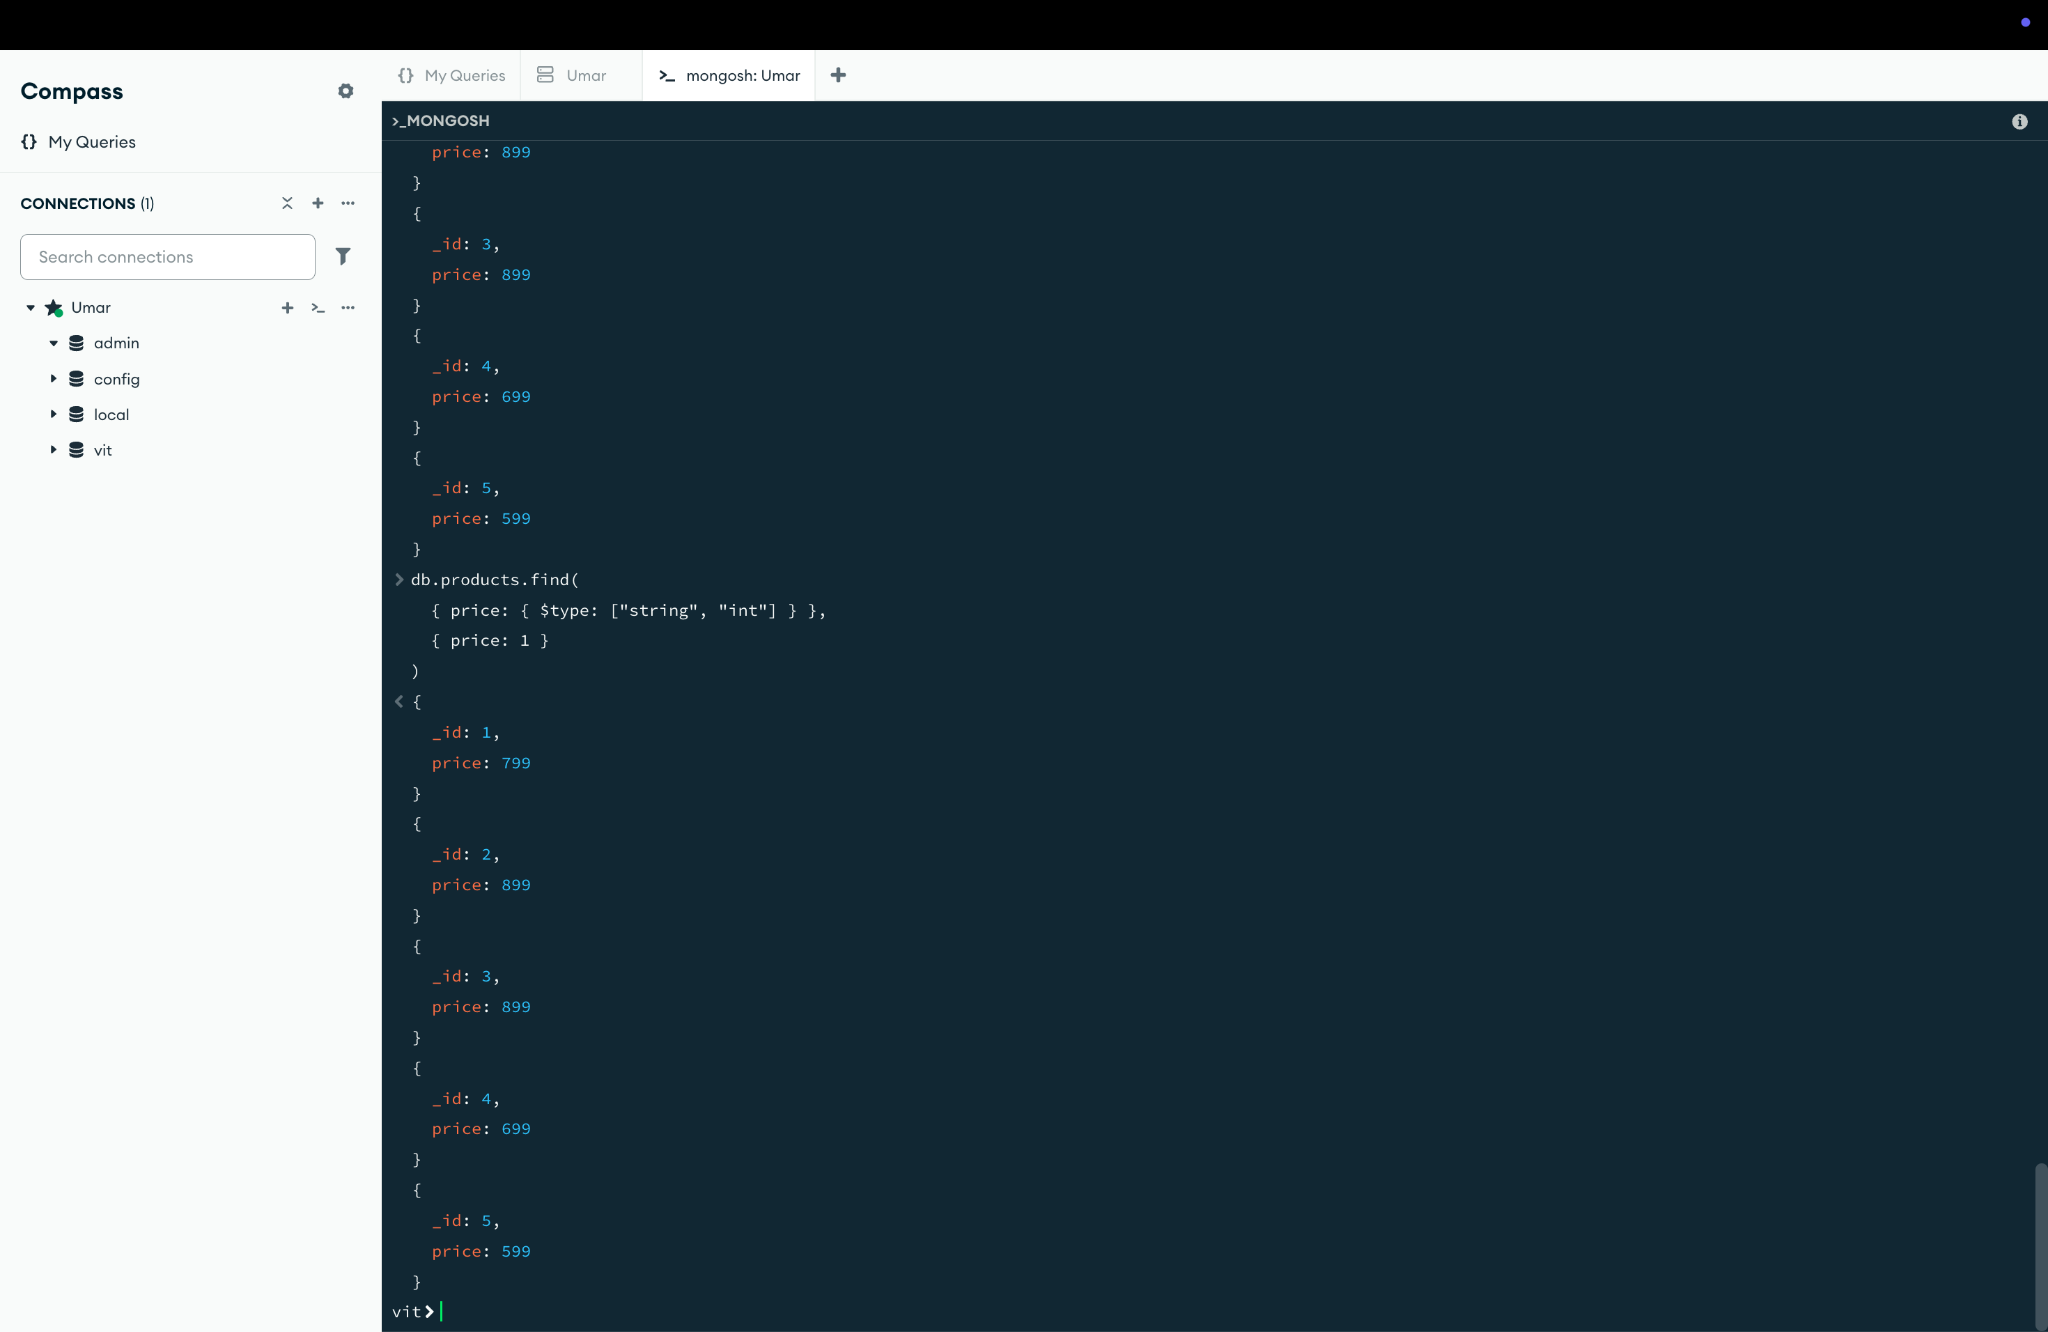 Compass
My Queries
CONNECTIONS (1)
Search connections
Umar
admin
config
local
vit
{} My Queries
Umar
>_ mongosh: Umar
>_MONGOSH
price: 899
}
{
_id: 3,
price: 899
}
{
_id: 4,
price: 699
}
{
_id: 5,
price: 599
}
> db.products.find(
{ price: { $type: ["string", "int"] } },
{ price: 1 }
)
< {
_id: 1,
price: 799
}
{
_id: 2,
price: 899
}
{
_id: 3,
price: 899
}
{
_id: 4,
price: 699
}
{
_id: 5,
price: 599
}
vit>